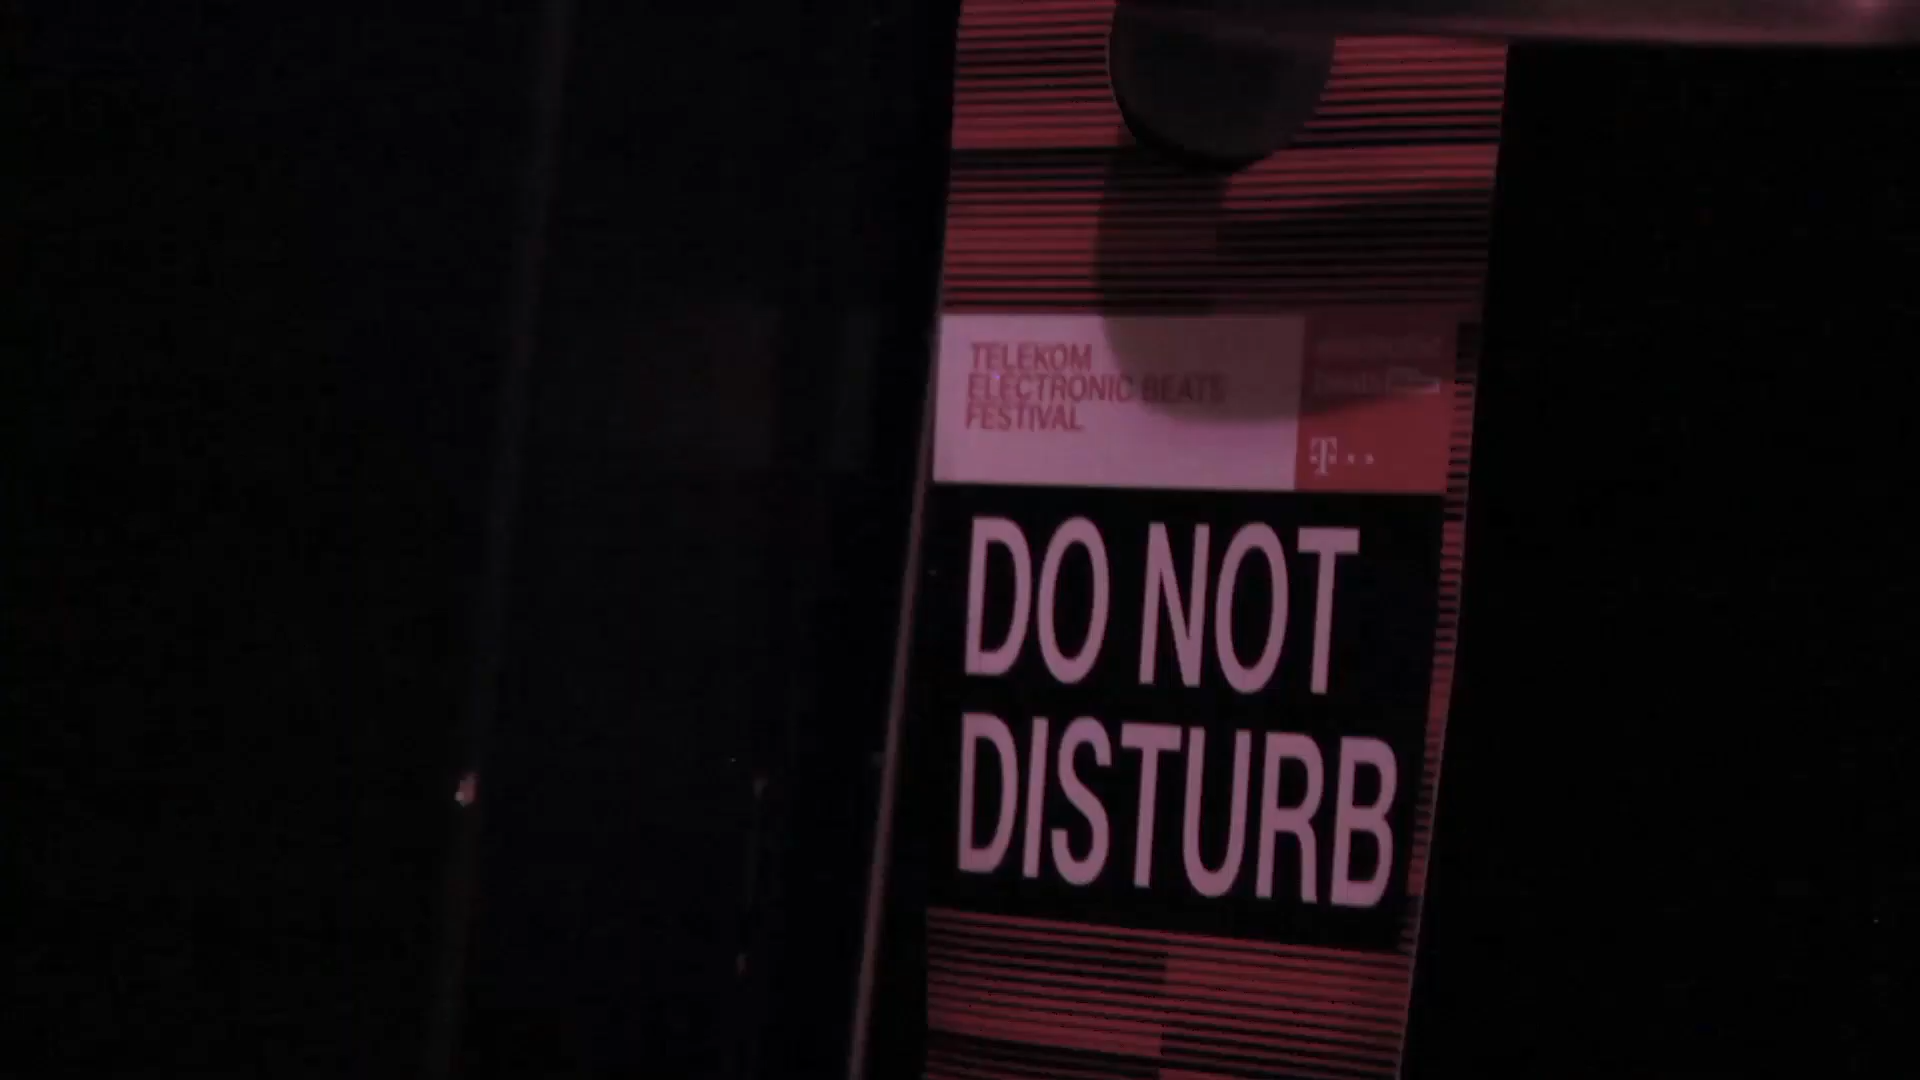 TELEKOM
ELECTRONIC BEATS
FESTIVAL
T
DO NOT
DISTURB